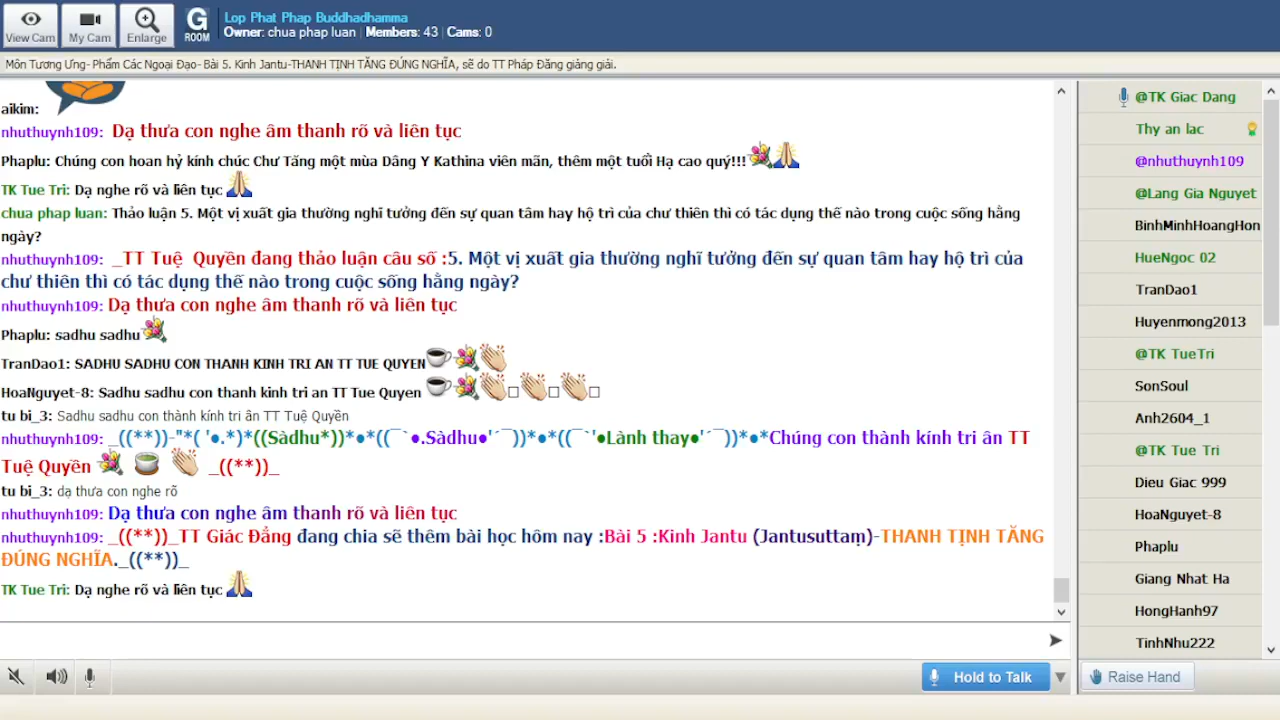 View Cam
My Cam
Enlarge
G
ROOM
Lop Phat Phap Buddhadhamma
Owner: chua phap luan | Members: 43 | Cams: 0
Môn Tương Ưng- Phẩm Các Ngoại Đạo- Bài 5. Kinh Jantu-THANH TỊNH TĂNG ĐÚNG NGHĨA, sẽ do TT Pháp Đăng giảng giải.
aikim:
nhuthuynh109: Dạ thưa con nghe âm thanh rõ và liên tục
Phaplu: Chúng con hoan hỷ kính chúc Chư Tăng một mùa Dâng Y Kathina viên mãn, thêm một tuổi Hạ cao quý!!!
TK Tue Tri: Dạ nghe rõ và liên tục
chua phap luan: Thảo luận 5. Một vị xuất gia thường nghĩ tưởng đến sự quan tâm hay hộ trì của chư thiên thì có tác dụng thế nào trong cuộc sống hằng
ngày?
nhuthuynh109: _TT Tuệ  Quyền đang thảo luận câu số :5. Một vị xuất gia thường nghĩ tưởng đến sự quan tâm hay hộ trì của
chư thiên thì có tác dụng thế nào trong cuộc sống hằng ngày?
nhuthuynh109: Dạ thưa con nghe âm thanh rõ và liên tục
Phaplu: sadhu sadhu
TranDao1: SADHU SADHU CON THANH KINH TRI AN TT TUE QUYEN
HoaNguyet-8: Sadhu sadhu con thanh kinh tri an TT Tue Quyen
tu bi_3: Sadhu sadhu con thành kính tri ân TT Tuệ Quyền
nhuthuynh109: _((**))-"*( '●.*)*((Sàdhu*))*●*((¯`●.Sàdhu●'´¯))*●*((¯`'●Lành thay●'´¯))*●*Chúng con thành kính tri ân TT
Tuệ Quyền _((**))_
tu bi_3: dạ thưa con nghe rõ
nhuthuynh109: Dạ thưa con nghe âm thanh rõ và liên tục
nhuthuynh109: _((**))_TT Giác Đẳng đang chia sẽ thêm bài học hôm nay :Bài 5 :Kinh Jantu (Jantusuttaṃ)-THANH TỊNH TĂNG
ĐÚNG NGHĨA._((**))_
TK Tue Tri: Dạ nghe rõ và liên tục
@TK Giac Dang
Thy an lac
@nhuthuynh109
@Lang Gia Nguyet
BinhMinhHoangHon
HueNgoc 02
TranDao1
Huyenmong2013
@TK TueTri
SonSoul
Anh2604_1
@TK Tue Tri
Dieu Giac 999
HoaNguyet-8
Phaplu
Giang Nhat Ha
HongHanh97
TinhNhu222
Hold to Talk
Raise Hand